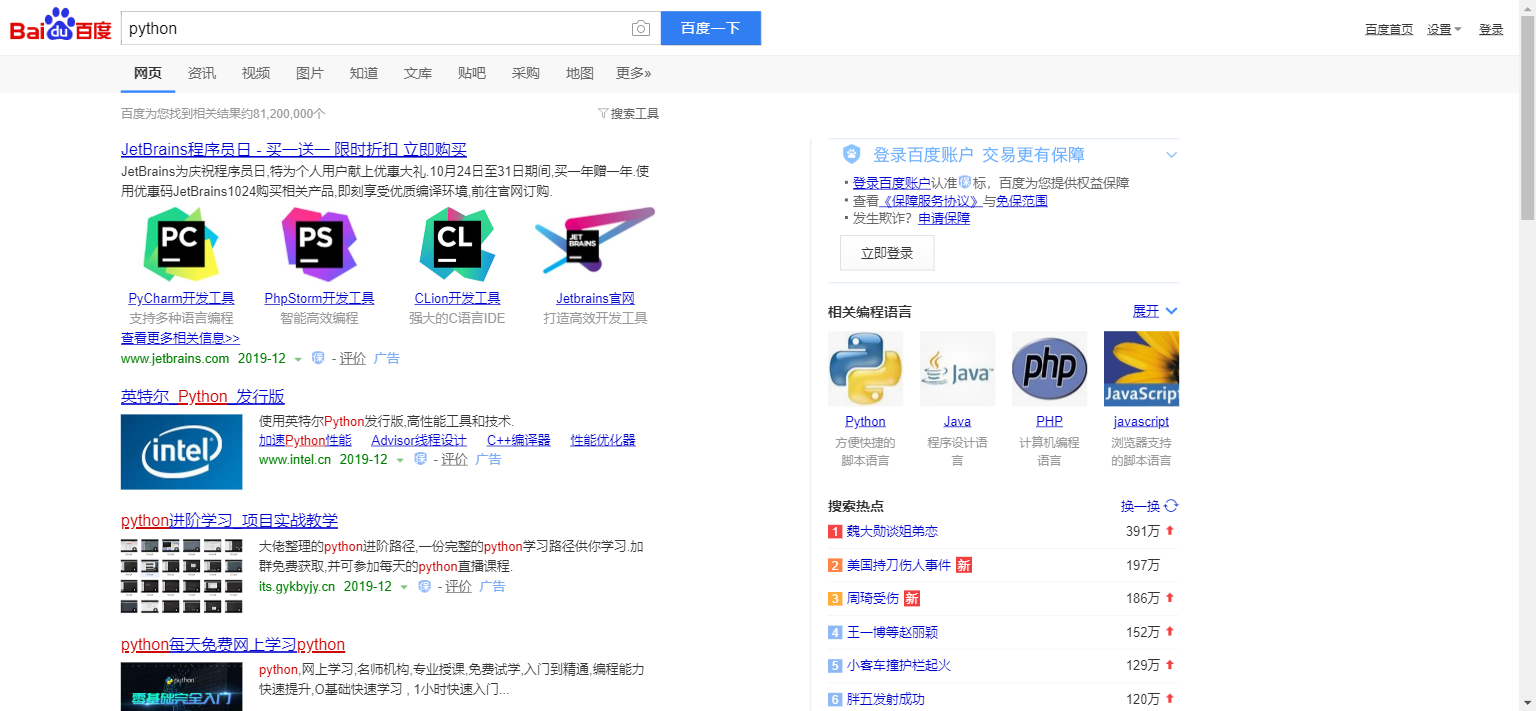 Bai du 百度
python
百度一下
百度首页 设置 登录
网页 资讯 视频 图片 知道 文库 贴吧 采购 地图 更多»
百度为您找到相关结果约81,200,000个
搜索工具
JetBrains程序员日 - 买一送一 限时折扣 立即购买
JetBrains为庆祝程序员日,特为个人用户献上优惠大礼.10月24日至31日期间,买一年赠一年.使
用优惠码JetBrains1024购买相关产品,即刻享受优质编译环境,前往官网订购.
PC PS CL JET BRAINS
PyCharm开发工具 PhpStorm开发工具 CLion开发工具 Jetbrains官网
支持多种语言编程 智能高效编程 强大的C语言IDE 打造高效开发工具
查看更多相关信息>>
www.jetbrains.com 2019-12 保 - 评价 广告
英特尔 Python 发行版
intel
使用英特尔Python发行版,高性能工具和技术.
加速Python性能 Advisor线程设计 C++编译器 性能优化器
www.intel.cn 2019-12 保 - 评价 广告
python进阶学习_项目实战教学
大佬整理的python进阶路径,一份完整的python学习路径供你学习.加
群免费获取,并可参加每天的python直播课程.
its.gykbyjy.cn 2019-12 保 - 评价 广告
python每天免费网上学习python
python
零基础完全入门
python,网上学习,名师机构,专业授课,免费试学,入门到精通,编程能力
快速提升,O基础快速学习 , 1小时快速入门...
登录百度账户 交易更有保障
登录百度账户认准保标，百度为您提供权益保障
查看《保障服务协议》与免保范围
发生欺诈？申请保障
立即登录
相关编程语言 展开
Java php JavaScript
Python Java PHP javascript
方便快捷的 程序设计语 计算机编程 浏览器支持
脚本语言 言 语言 的脚本语言
搜索热点 换一换
1 魏大勋谈姐弟恋 391万
2 美国持刀伤人事件 新 197万
3 周琦受伤 新 186万
4 王一博等赵丽颖 152万
5 小客车撞护栏起火 129万
6 胖五发射成功 120万